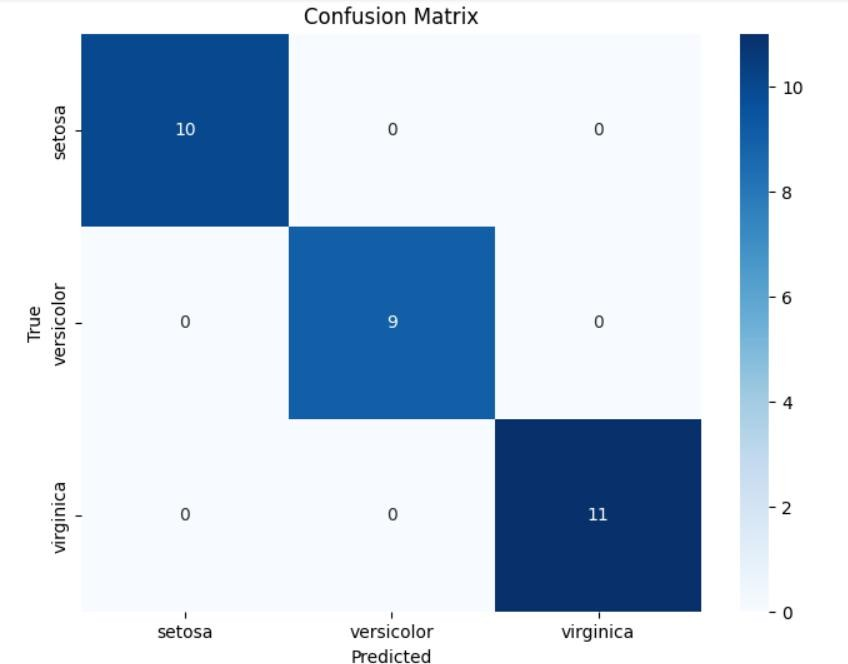 Confusion Matrix
setosa 10 0 0
versicolor 0 9 0
virginica 0 0 11
True
setosa versicolor virginica
Predicted
10
8
6
4
2
0